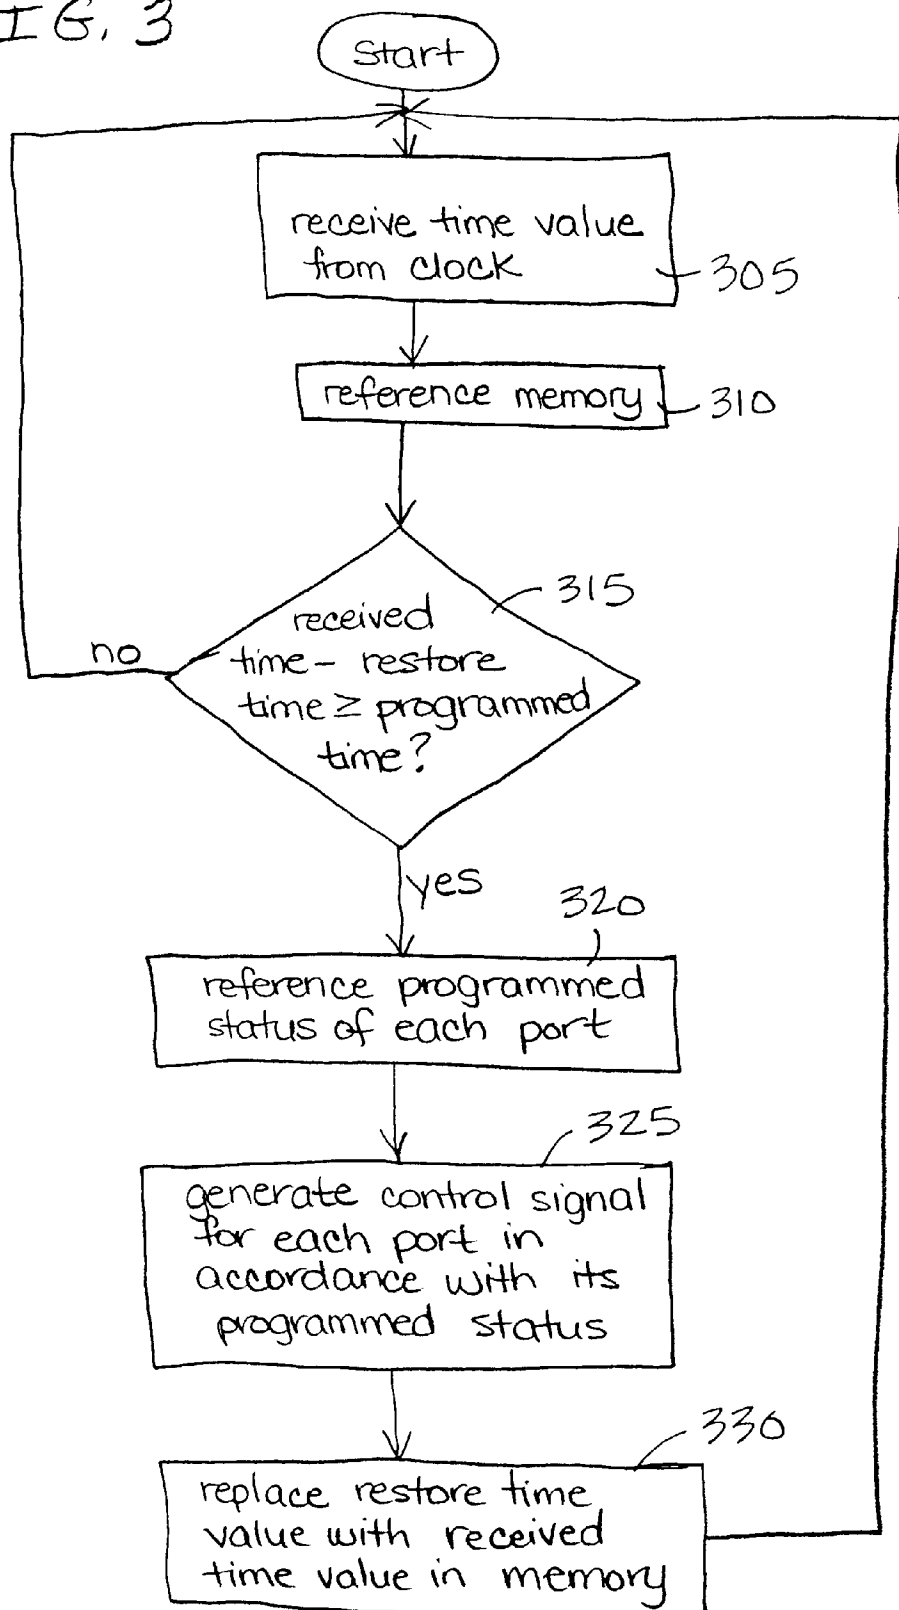 IG. 3
Start
receive time value
from clock
305
reference memory
310
315
received
time - restore
time ≥ programmed
time?
no
yes
320
reference programmed
status of each port
325
generate control signal
for each port in
accordance with its
programmed status
330
replace restore time
value with received
time value in memory